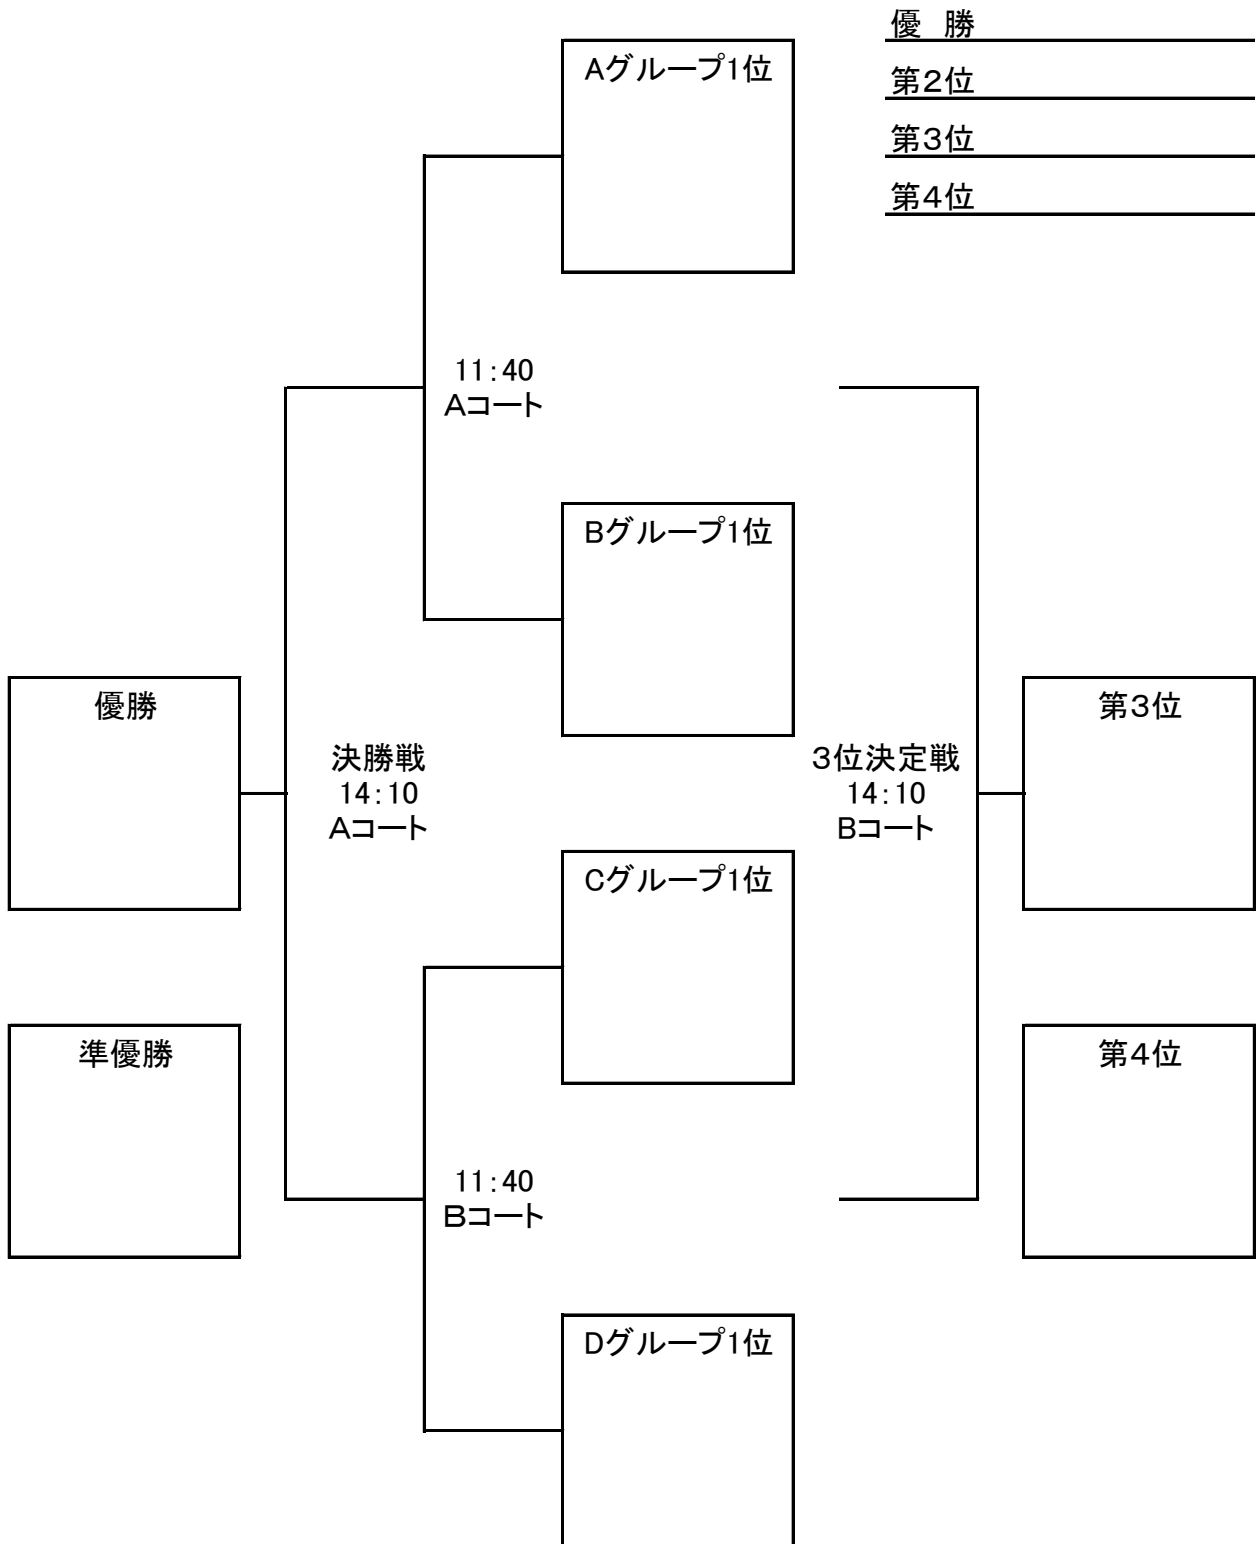 優　勝
Aグループ1位
第2位
第3位
第4位
11:40
Aコート
Bグループ1位
優勝
第3位
決勝戦
14:10
Aコート
3位決定戦
14:10
Bコート
Cグループ1位
準優勝
第4位
11:40
Bコート
Dグループ1位